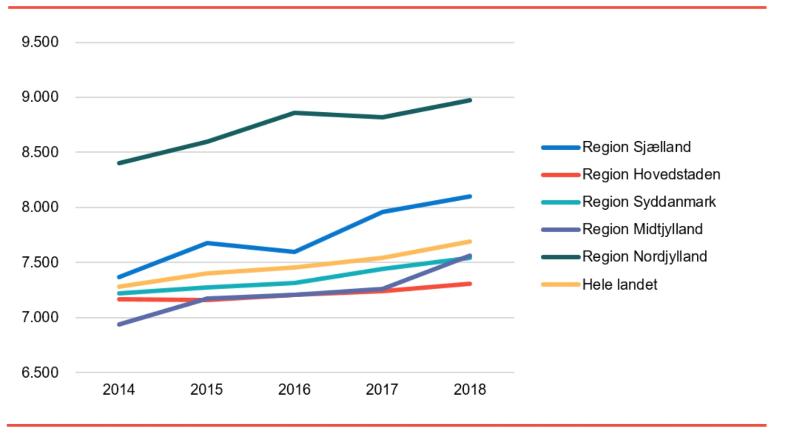 9.500
9.000
8.500
8.000
7.500
7.000
6.500
2014 2015 2016 2017 2018
Region Sjælland
Region Hovedstaden
Region Syddanmark
Region Midtjylland
Region Nordjylland
Hele landet